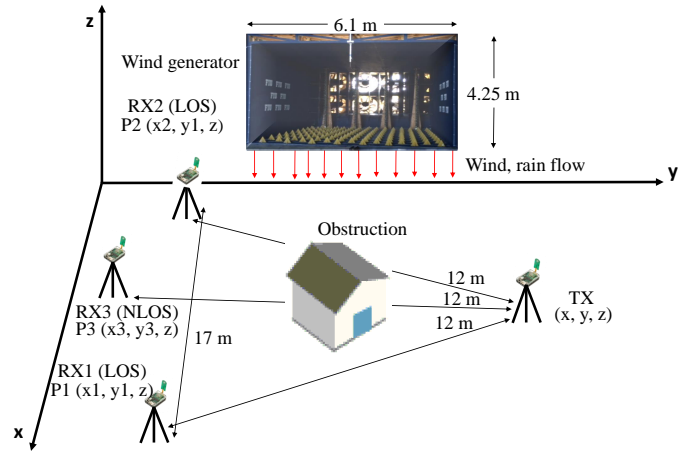 6.1 m
z
Wind generator
4.25 m
RX2 (LOS)
P2 (x2, y1, z)
Wind, rain flow
y
Obstruction
12 m
12 m
12 m
TX
(x, y, z)
RX3 (NLOS)
P3 (x3, y3, z)
17 m
RX1 (LOS)
P1 (x1, y1, z)
x